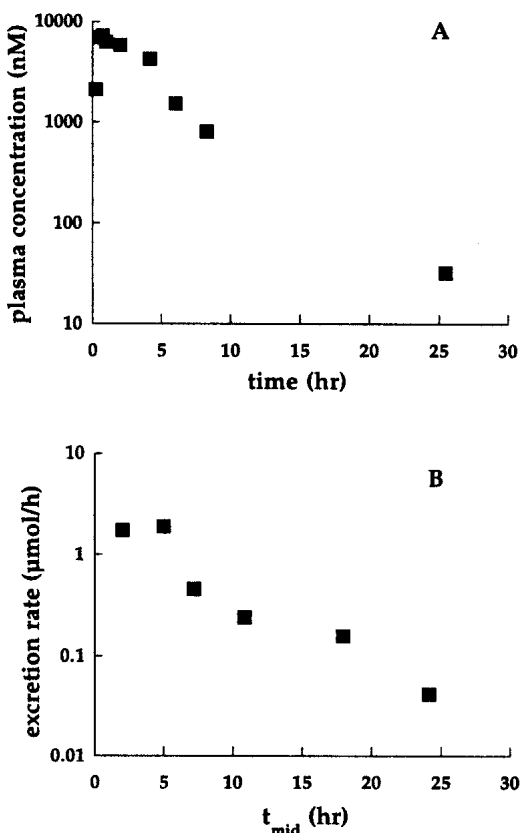 A
plasma concentration (nM)
10000
1000
100
10
0 5 10 15 20 25 30
time (hr)
B
excretion rate (µmol/h)
10
1
0.1
0.01
0 5 10 15 20 25 30
t_mid (hr)